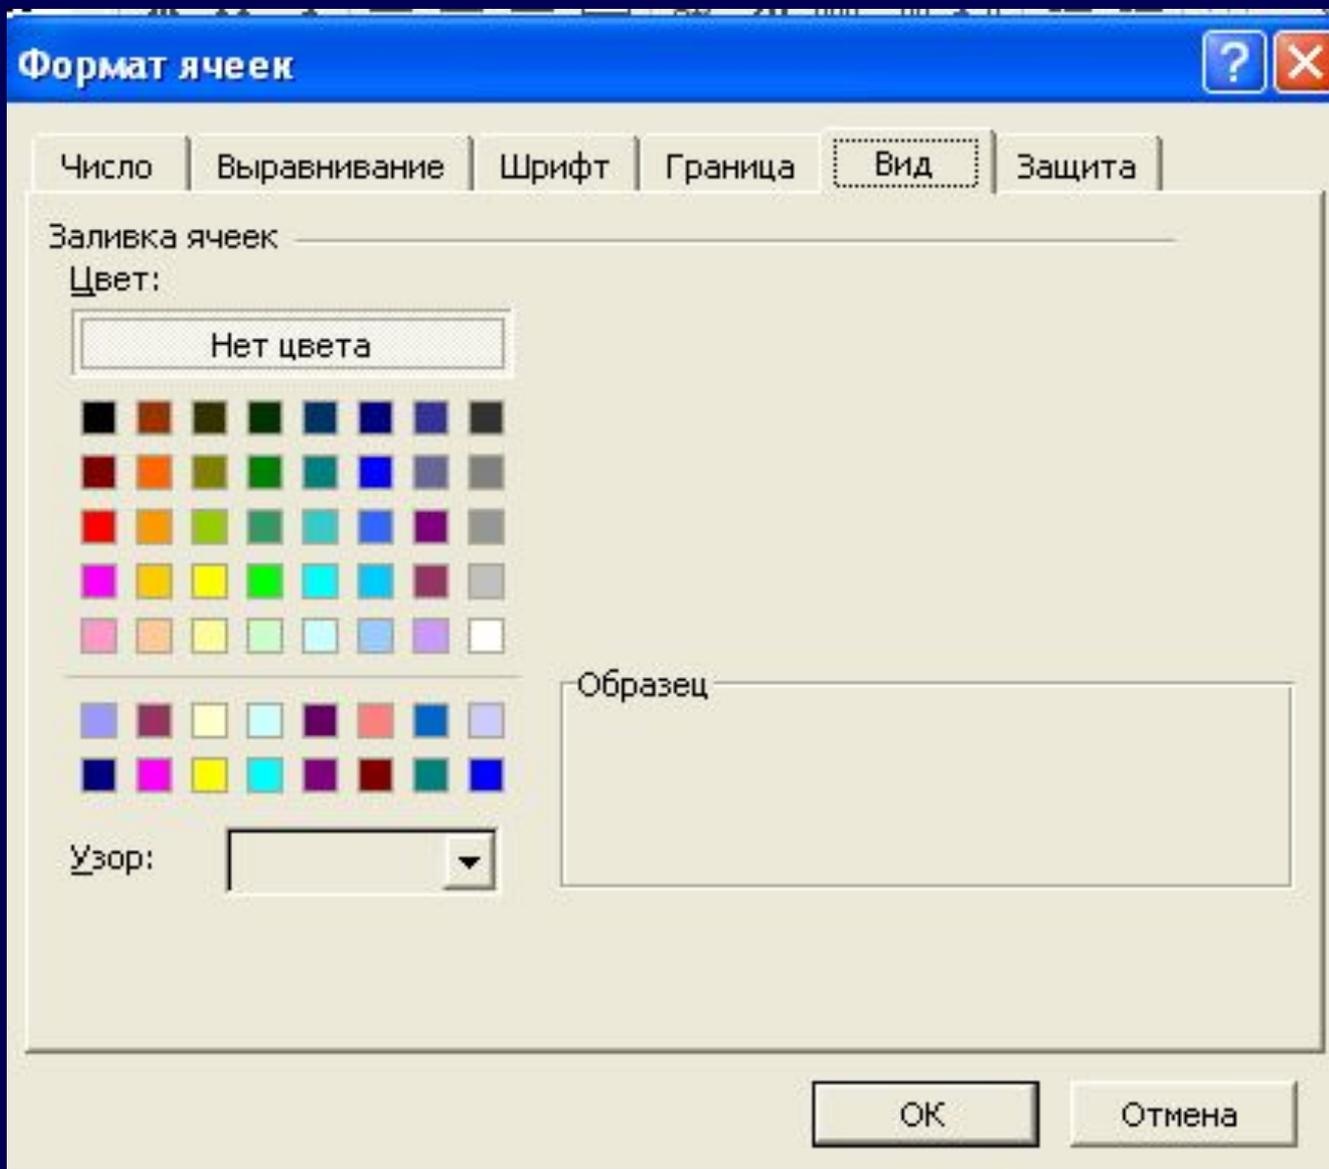 Формат ячеек
?
Число Выравнивание Шрифт Граница Вид Защита
Заливка ячеек
Цвет:
Нет цвета
Образец
Узор:
ОК Отмена